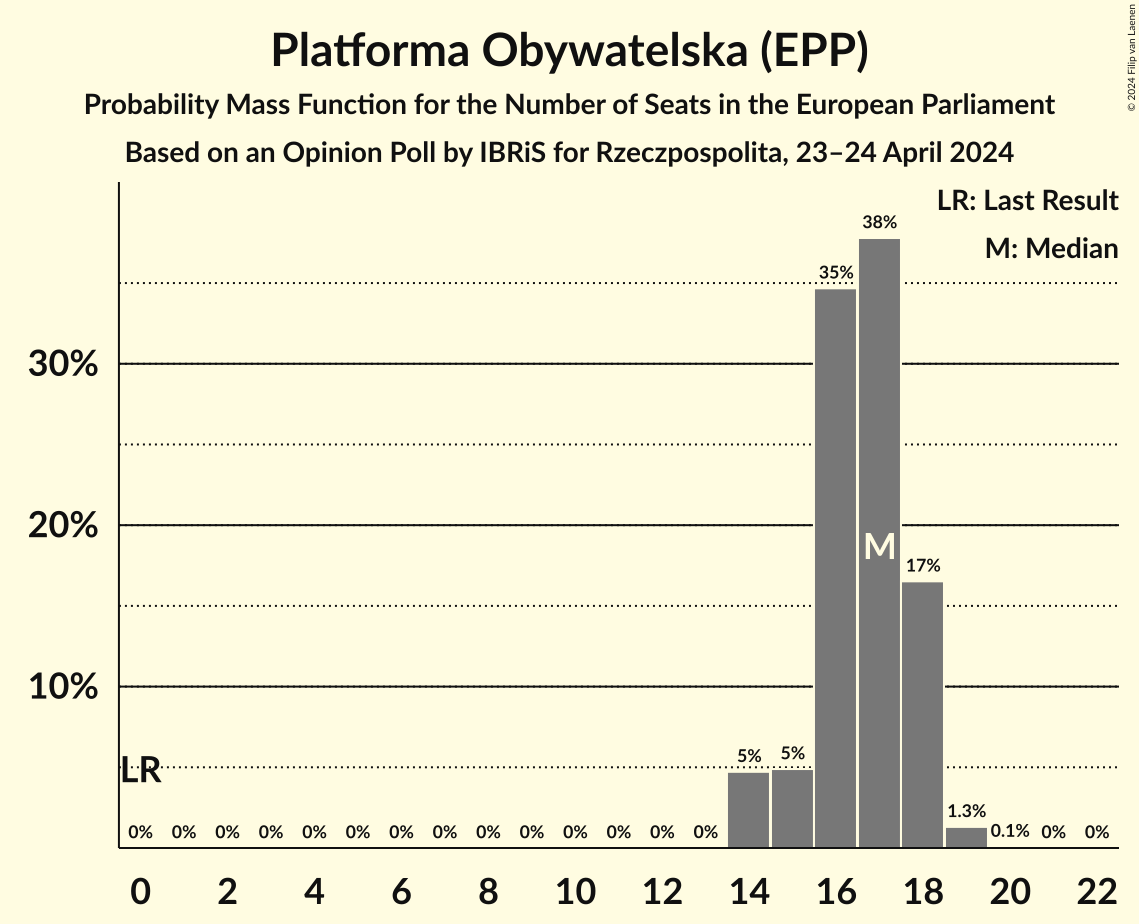 Platforma Obywatelska (EPP)
Probability Mass Function for the Number of Seats in the European Parliament
Based on an Opinion Poll by IBRiS for Rzeczpospolita, 23–24 April 2024
© 2024 Filip van Laenen
LR: Last Result
M: Median
30%
20%
10%
LR
M
0% 0% 0% 0% 0% 0% 0% 0% 0% 0% 0% 0% 0% 0% 5% 5% 35% 38% 17% 1.3% 0.1% 0% 0%
0 2 4 6 8 10 12 14 16 18 20 22